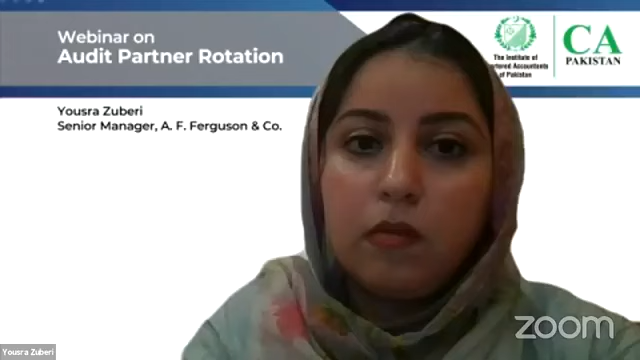 Webinar on
Audit Partner Rotation
Yousra Zuberi
Senior Manager, A. F. Ferguson & Co.
The Institute of
Accountants
of Pakistan
CA
PAKISTAN
zoom
Yousra Zuberi